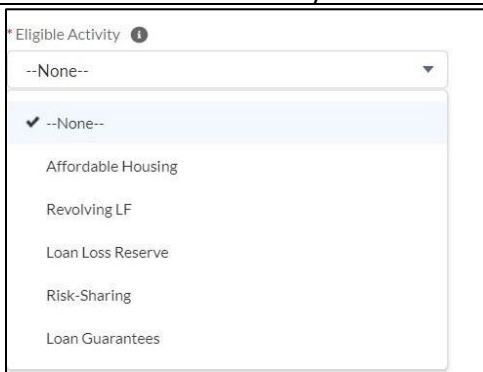 * Eligible Activity
--None--
--None--
Affordable Housing
Revolving LF
Loan Loss Reserve
Risk-Sharing
Loan Guarantees